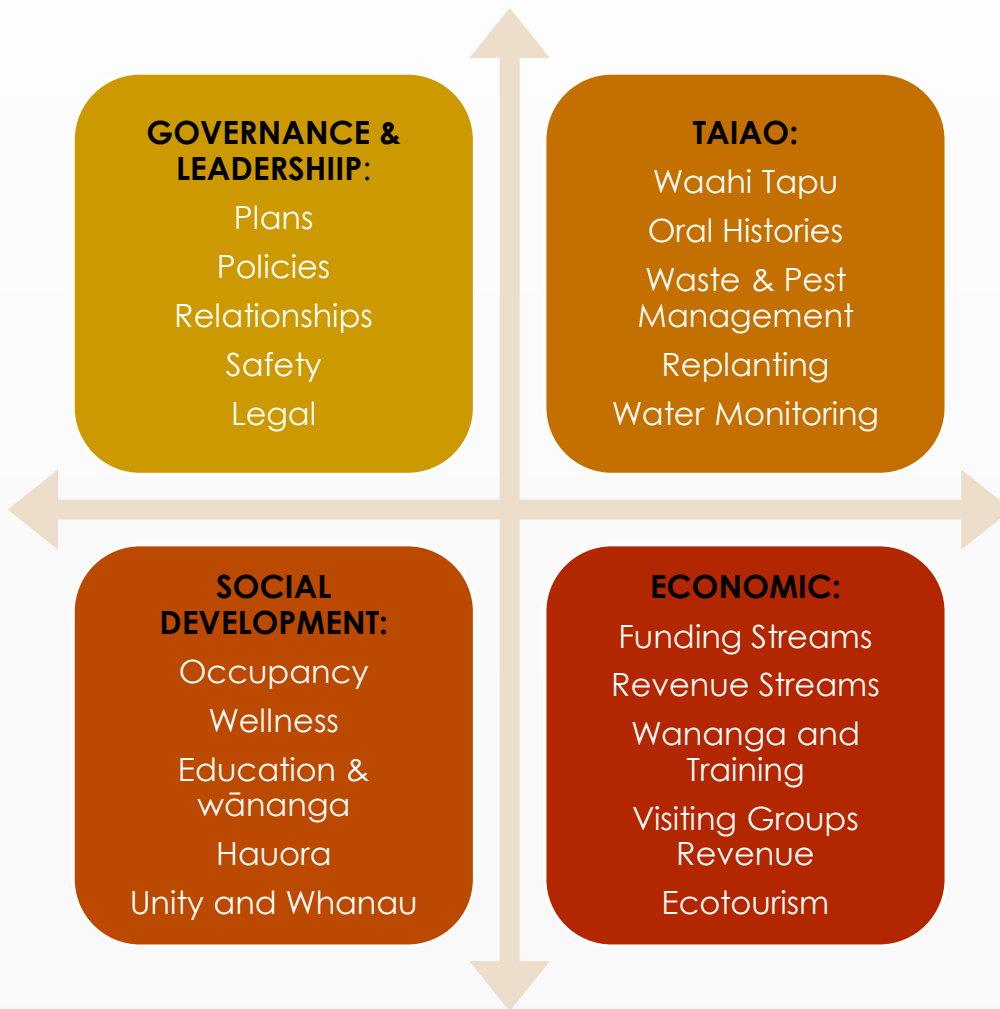 GOVERNANCE &
LEADERSHIIP:
Plans
Policies
Relationships
Safety
Legal
TAIAO:
Waahi Tapu
Oral Histories
Waste & Pest
Management
Replanting
Water Monitoring
SOCIAL
DEVELOPMENT:
Occupancy
Wellness
Education &
wānanga
Hauora
Unity and Whanau
ECONOMIC:
Funding Streams
Revenue Streams
Wananga and
Training
Visiting Groups
Revenue
Ecotourism